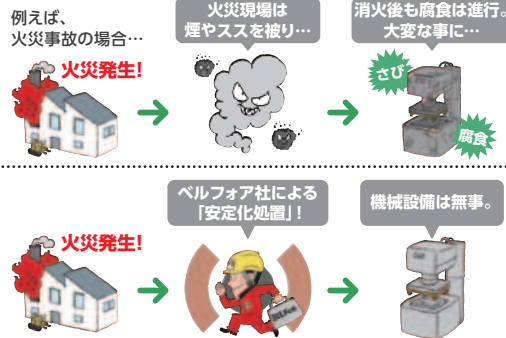 例えば、
火災事故の場合…
火災発生!
火災現場は
煙やススを被り…
消火後も腐食は進行。
大変な事に…
さび
腐食
火災発生!
ベルフォア社による
「安定化処置」!
機械設備は無事。